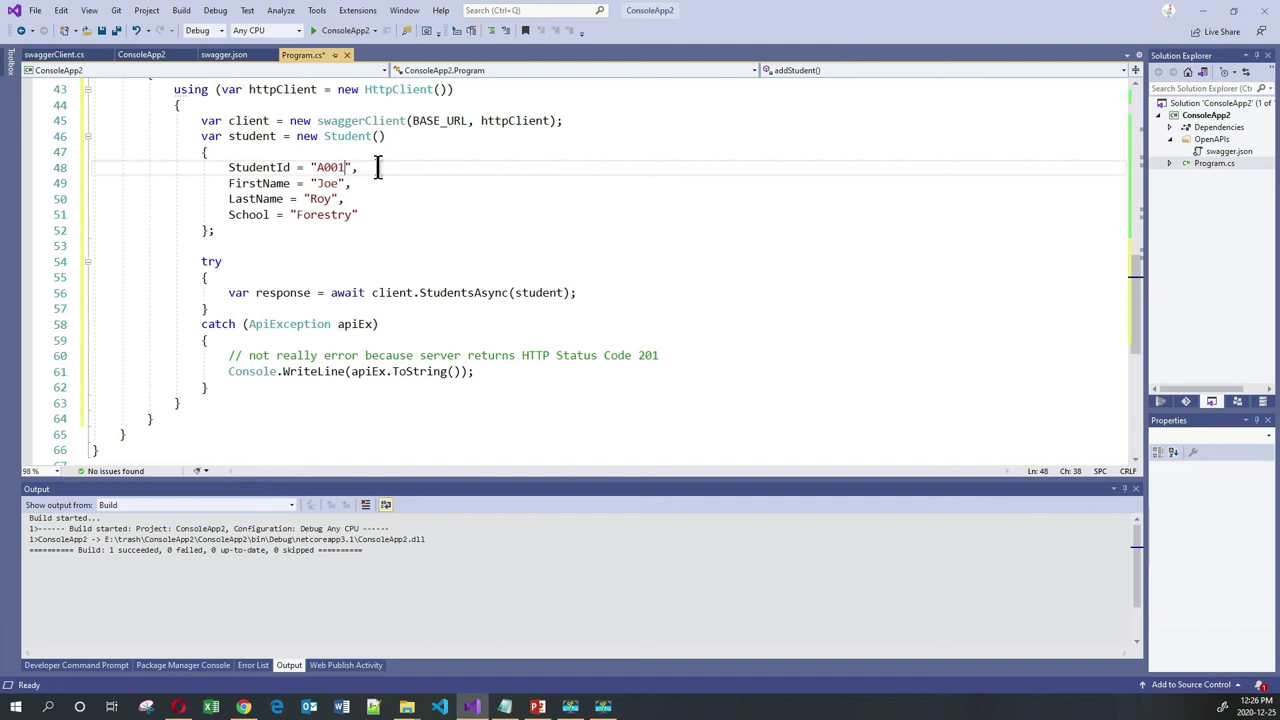 File Edit View Git Project Build Debug Test Analyze Tools Extensions Window Help Search (Ctrl+Q) ConsoleApp2
Debug Any CPU ConsoleApp2 Live Share
Toolbox
swaggerClient.cs ConsoleApp2 swagger.json Program.cs*
ConsoleApp2 ConsoleApp2.Program addStudent()
43 using (var httpClient = new HttpClient())
44 {
45 var client = new swaggerClient(BASE_URL, httpClient);
46 var student = new Student()
47 {
48 StudentId = "A001",
49 FirstName = "Joe",
50 LastName = "Roy",
51 School = "Forestry"
52 };
53
54 try
55 {
56 var response = await client.StudentsAsync(student);
57 }
58 catch (ApiException apiEx)
59 {
60 // not really error because server returns HTTP Status Code 201
61 Console.WriteLine(apiEx.ToString());
62 }
63 }
64 }
65 }
66 }
98 % No issues found Ln: 48 Ch: 38 SPC CRLF
Output
Show output from: Build
Build started...
1>------ Build started: Project: ConsoleApp2, Configuration: Debug Any CPU ------
1>ConsoleApp2 -> E:\trash\ConsoleApp2\ConsoleApp2\bin\Debug\netcoreapp3.1\ConsoleApp2.dll
========== Build: 1 succeeded, 0 failed, 0 up-to-date, 0 skipped ==========
Developer Command Prompt Package Manager Console Error List Output Web Publish Activity
Ready Add to Source Control
Solution Explorer
Search Solution Explorer (Ctrl+
Solution 'ConsoleApp2' (1 of
ConsoleApp2
Dependencies
OpenAPIs
swagger.json
Program.cs
Properties
12:26 PM
2020-12-25